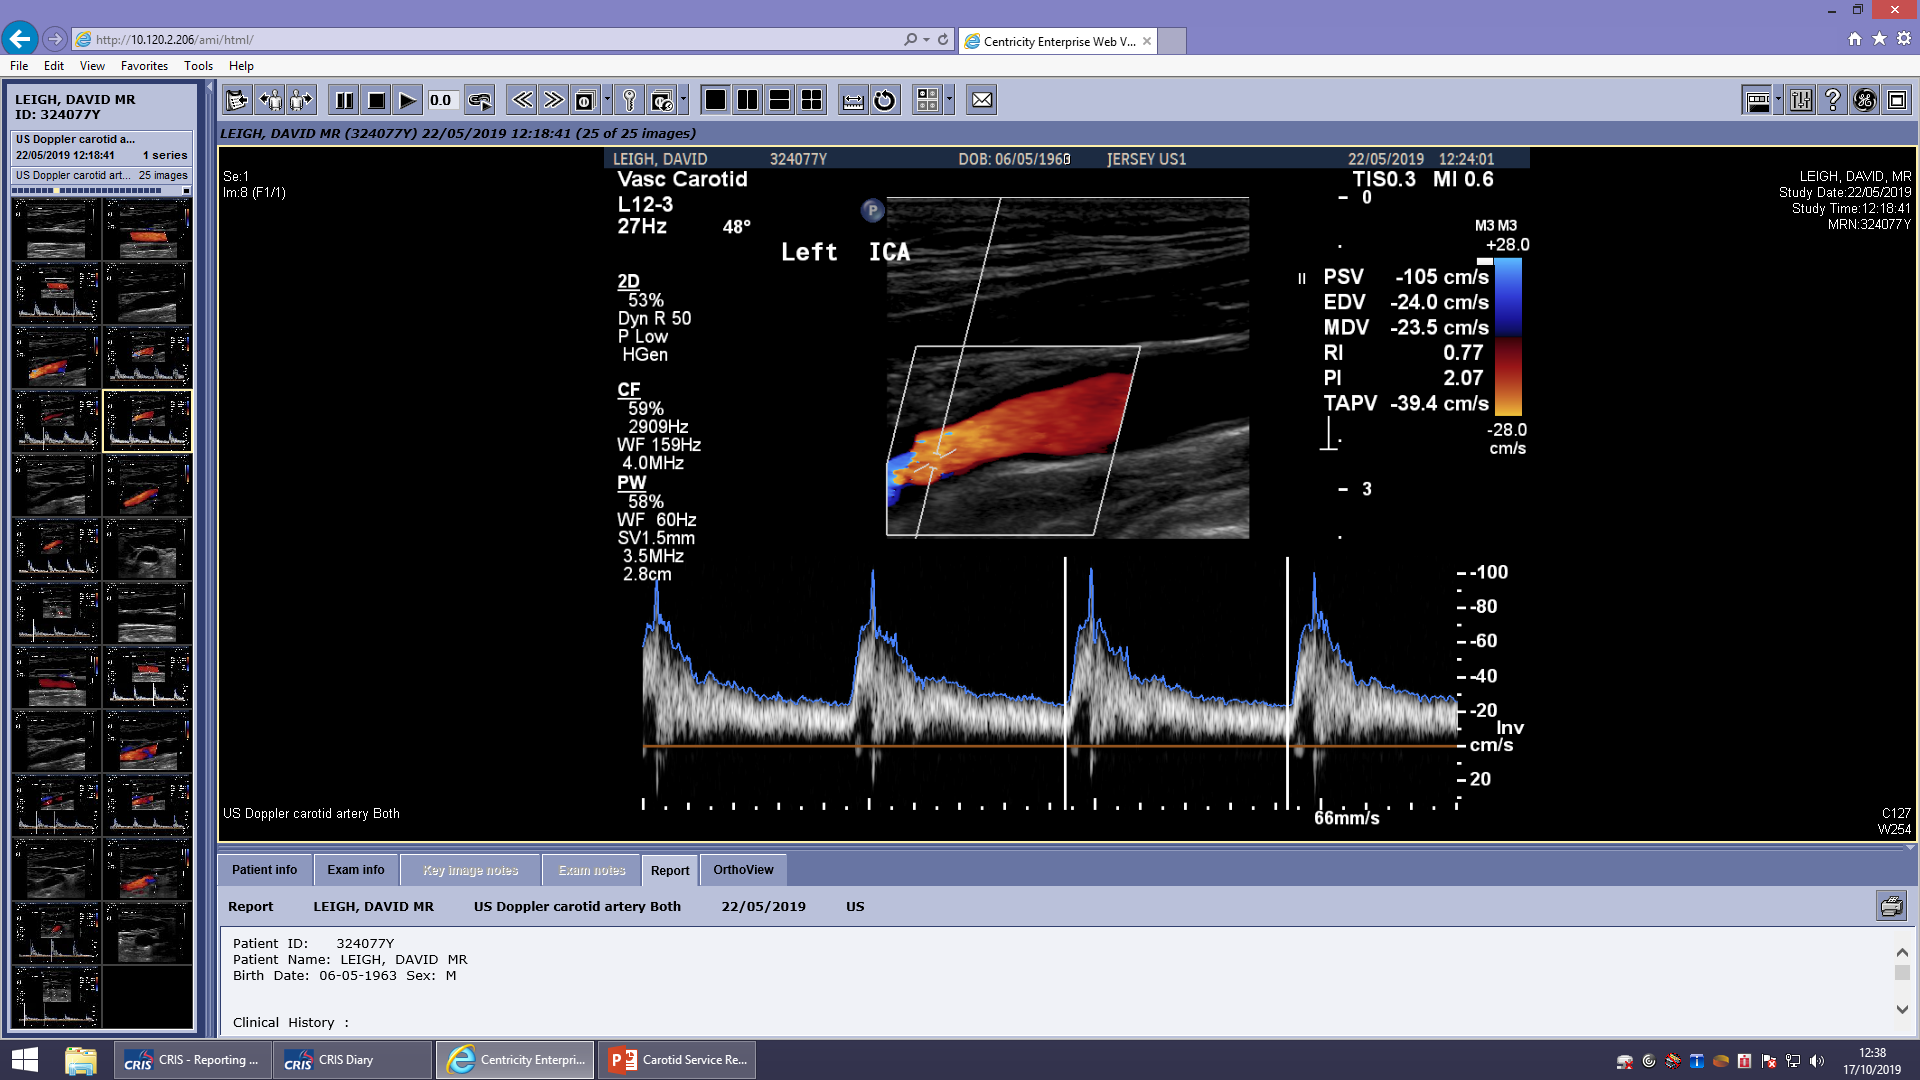 http://10.120.2.206/ami/html/
Centricity Enterprise Web V...
File Edit View Favorites Tools Help
LEIGH, DAVID MR
ID: 324077Y
US Doppler carotid a...
22/05/2019 12:18:41 1 series
US Doppler carotid art... 25 images
0.0
LEIGH, DAVID MR (324077Y) 22/05/2019 12:18:41 (25 of 25 images)
Se:1
Im:8 (F1/1)
LEIGH, DAVID 324077Y DOB: 06/05/1963 JERSEY US1 22/05/2019 12:24:01
Vasc Carotid TIS0.3 MI 0.6
L12-3
27Hz 48°
Left ICA
P
0
3
2D
53%
Dyn R 50
P Low
HGen
CF
59%
2909Hz
WF 159Hz
4.0MHz
PW
58%
WF 60Hz
SV1.5mm
3.5MHz
2.8cm
M3 M3
+28.0
PSV -105 cm/s
EDV -24.0 cm/s
MDV -23.5 cm/s
RI 0.77
PI 2.07
TAPV -39.4 cm/s
-28.0
cm/s
LEIGH, DAVID, MR
Study Date:22/05/2019
Study Time:12:18:41
MRN:324077Y
-100
-80
-60
-40
-20
Inv
cm/s
20
66mm/s
US Doppler carotid artery Both
C127
W254
Patient info Exam info Key image notes Exam notes Report OrthoView
Report LEIGH, DAVID MR US Doppler carotid artery Both 22/05/2019 US
Patient ID: 324077Y
Patient Name: LEIGH, DAVID MR
Birth Date: 06-05-1963 Sex: M
Clinical History :
CRIS CRIS - Reporting ... CRIS CRIS Diary Centricity Enterpri... Carotid Service Re...
12:38
17/10/2019